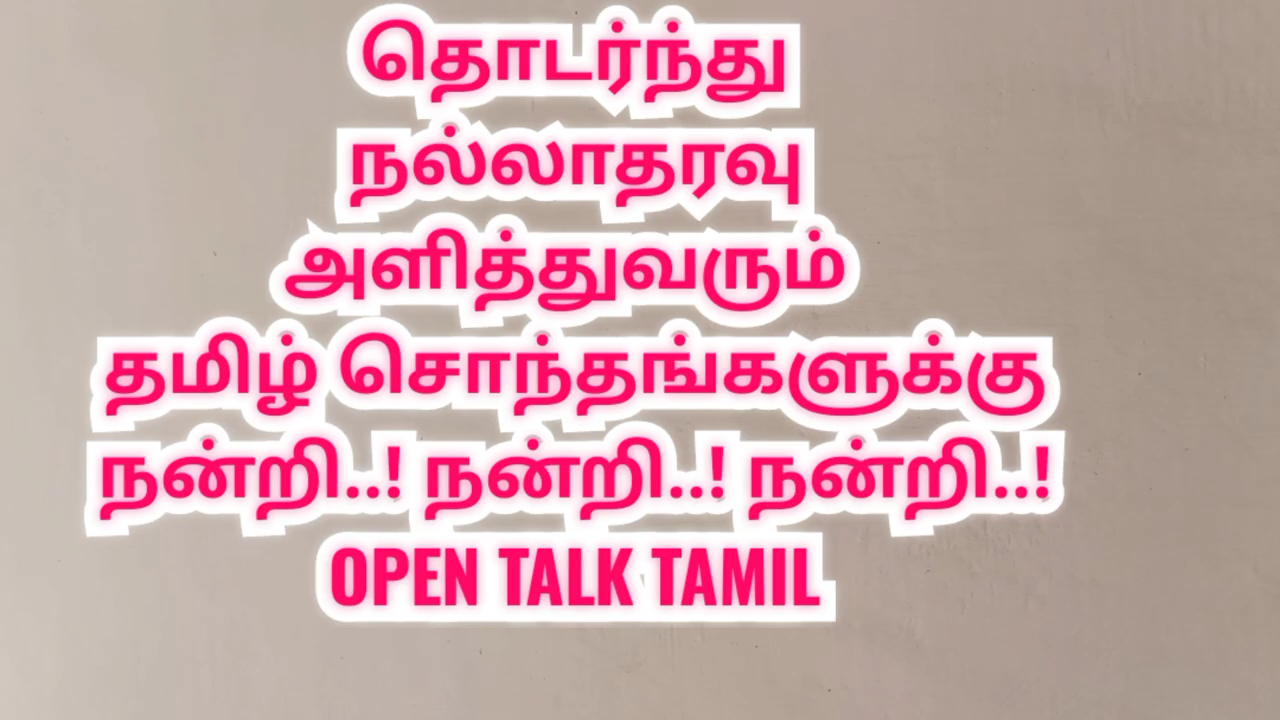 தொடர்ந்து
நல்லாதரவு
அளித்துவரும்
தமிழ் சொந்தங்களுக்கு
நன்றி..! நன்றி..! நன்றி..!
OPEN TALK TAMIL